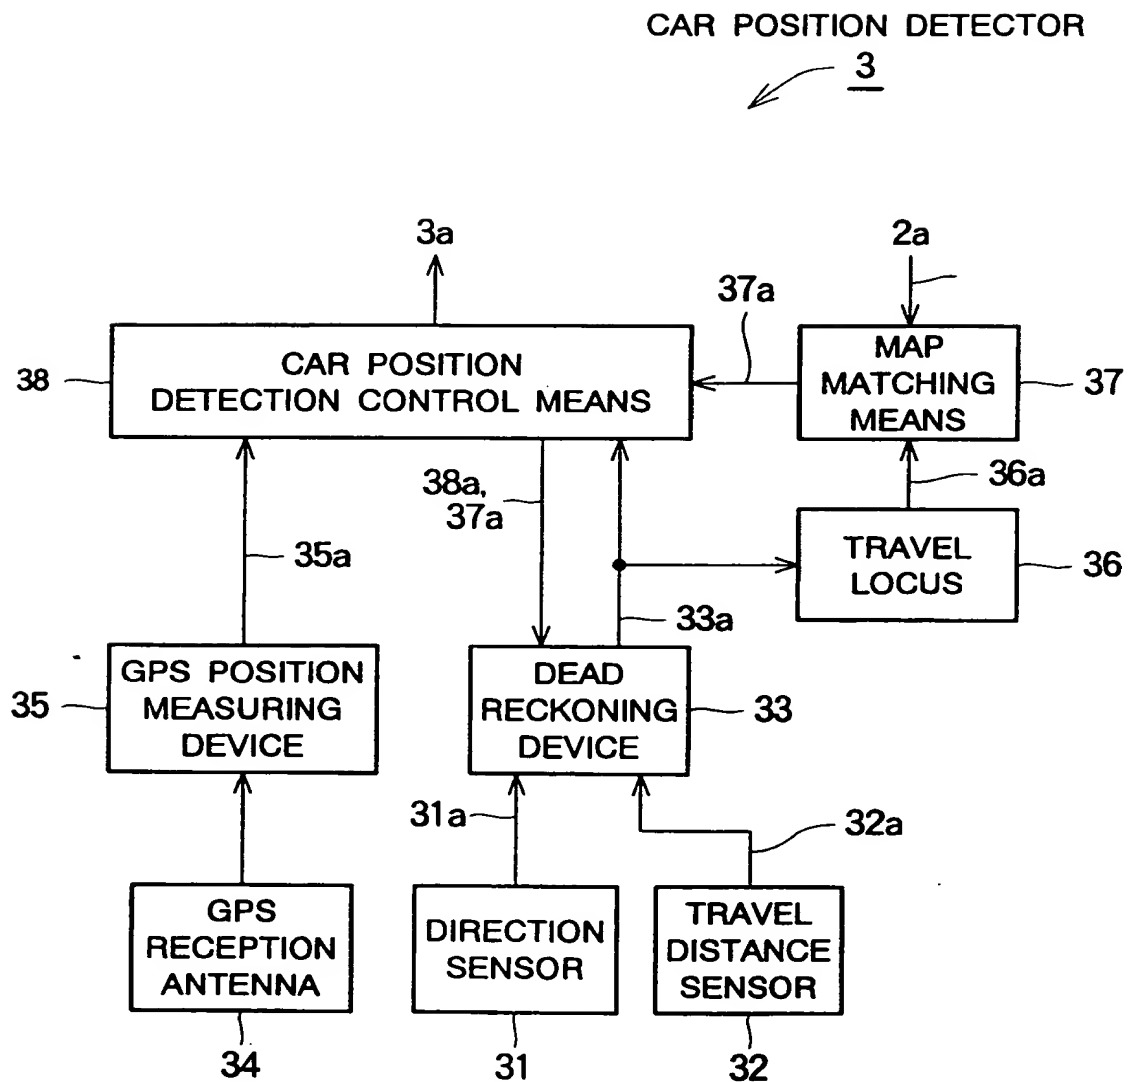 CAR POSITION DETECTOR
3
3a
2a
37a
CAR POSITION
DETECTION CONTROL MEANS
38
MAP
MATCHING
MEANS
37
38a,
37a
36a
35a
TRAVEL
LOCUS
36
33a
GPS POSITION
MEASURING
DEVICE
35
DEAD
RECKONING
DEVICE
33
31a
32a
GPS
RECEPTION
ANTENNA
DIRECTION
SENSOR
TRAVEL
DISTANCE
SENSOR
34
31
32